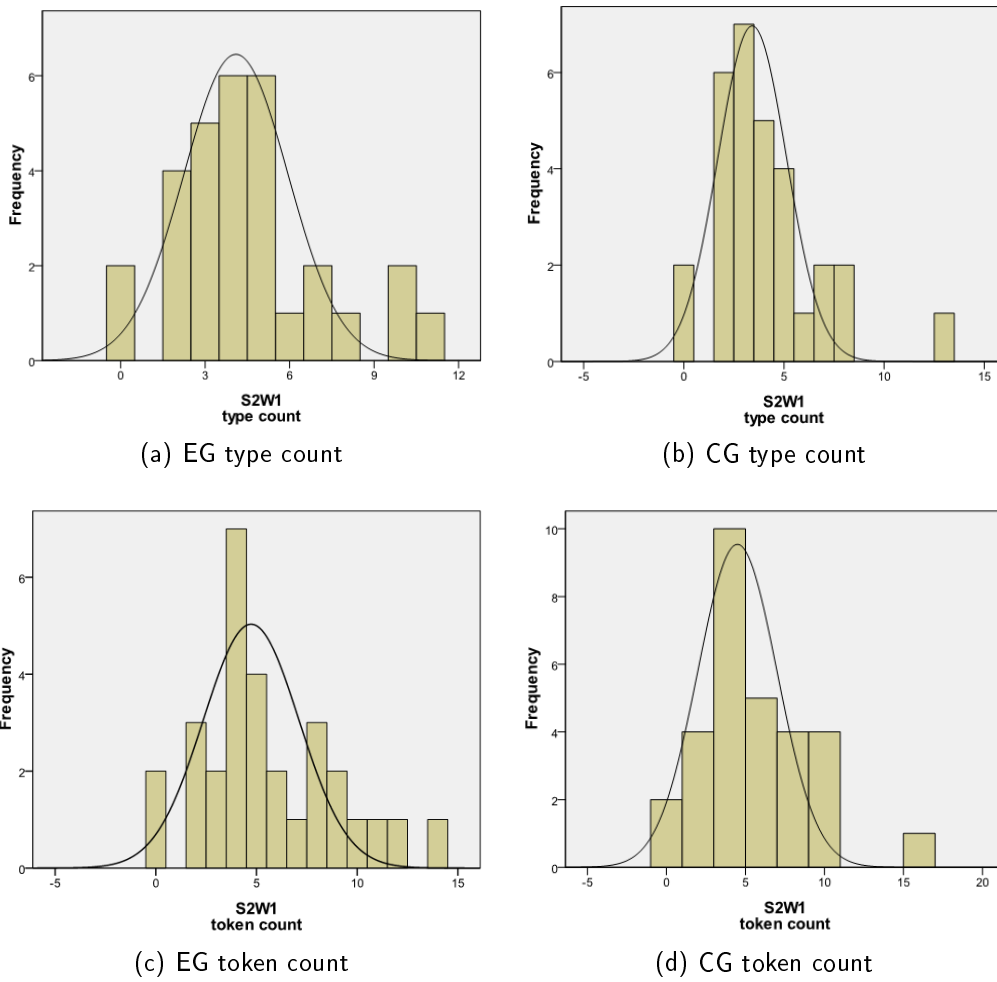 Frequency
6
4
2
0
0 3 6 9 12
S2W1
type count
(a) EG type count
Frequency
6
4
2
0
-5 0 5 10 15
S2W1
type count
(b) CG type count
Frequency
6
4
2
0
-5 0 5 10 15
S2W1
token count
(c) EG token count
Frequency
10
8
6
4
2
0
-5 0 5 10 15 20
S2W1
token count
(d) CG token count